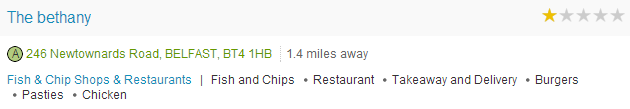 The bethany
A 246 Newtownards Road, BELFAST, BT4 1HB 1.4 miles away
Fish & Chip Shops & Restaurants | Fish and Chips • Restaurant • Takeaway and Delivery • Burgers
• Pasties • Chicken